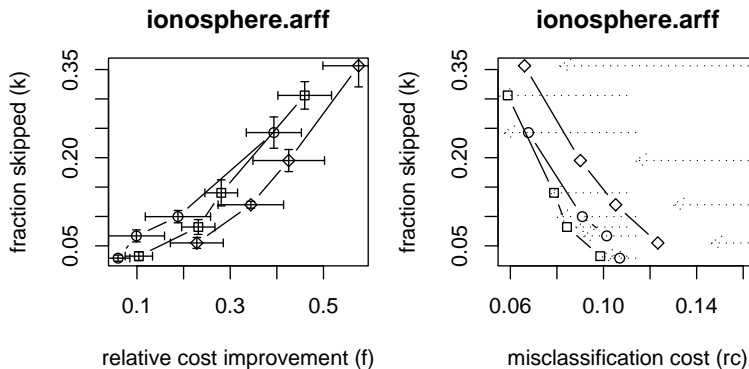 ionosphere.arff
fraction skipped (k)
0.35
0.20
0.05
0.1 0.3 0.5
relative cost improvement (f)
ionosphere.arff
fraction skipped (k)
0.35
0.20
0.05
0.06 0.10 0.14
misclassification cost (rc)